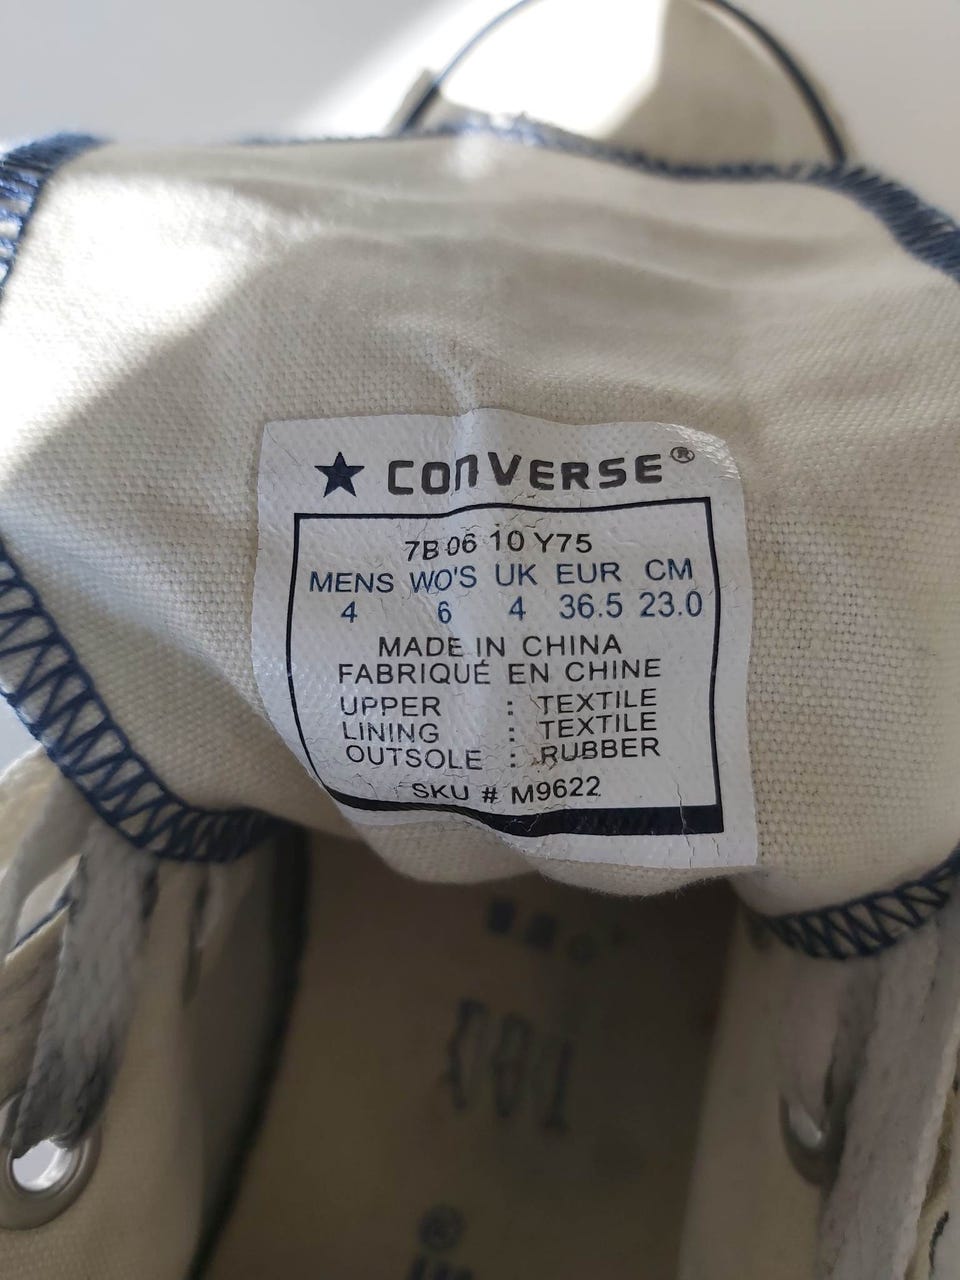 ★ CONVERSE®
7B 06 10 Y75
MENS WO'S UK EUR CM
4 6 4 36.5 23.0
MADE IN CHINA
FABRIQUÉ EN CHINE
UPPER : TEXTILE
LINING : TEXTILE
OUTSOLE : RUBBER
SKU # M9622